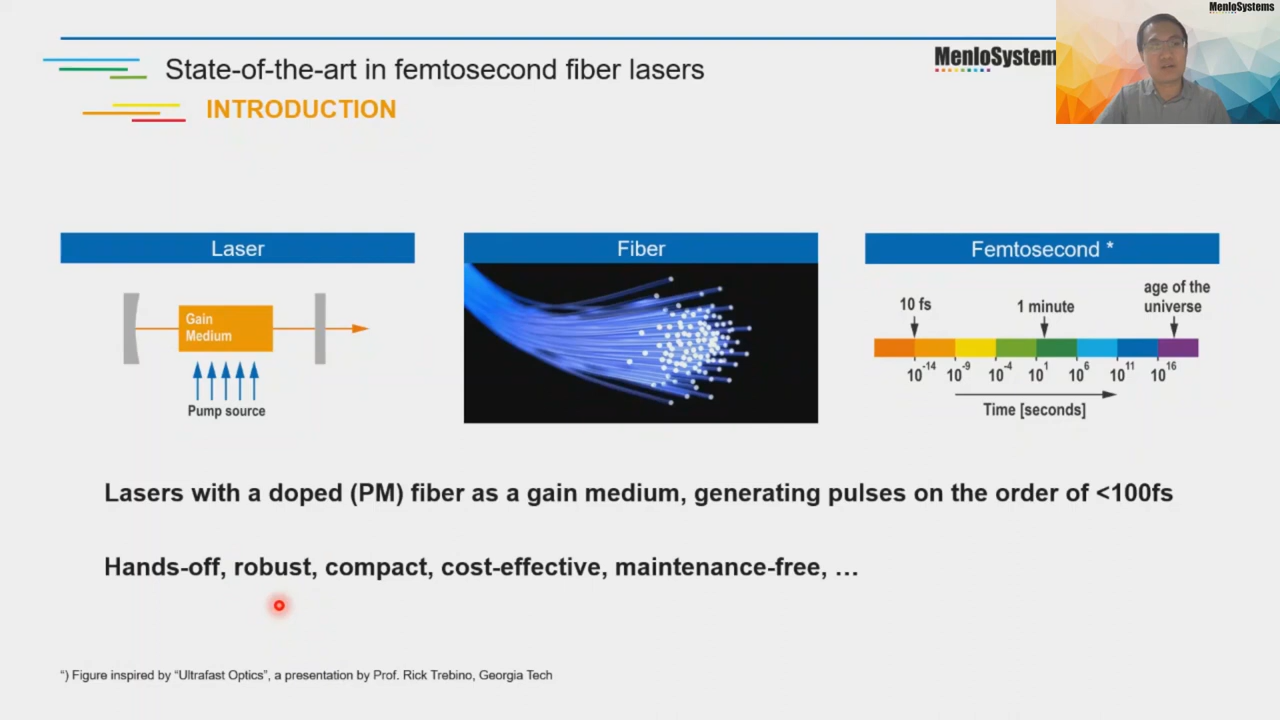 MenloSystems
State-of-the-art in femtosecond fiber lasers
MenloSystem
INTRODUCTION
Laser
Gain
Medium
Pump source
Fiber
Femtosecond *
10 fs
1 minute
age of the
universe
10-14 10-9 10-4 101 106 1011 1016
Time [seconds]
Lasers with a doped (PM) fiber as a gain medium, generating pulses on the order of <100fs
Hands-off, robust, compact, cost-effective, maintenance-free, …
*) Figure inspired by “Ultrafast Optics”, a presentation by Prof. Rick Trebino, Georgia Tech